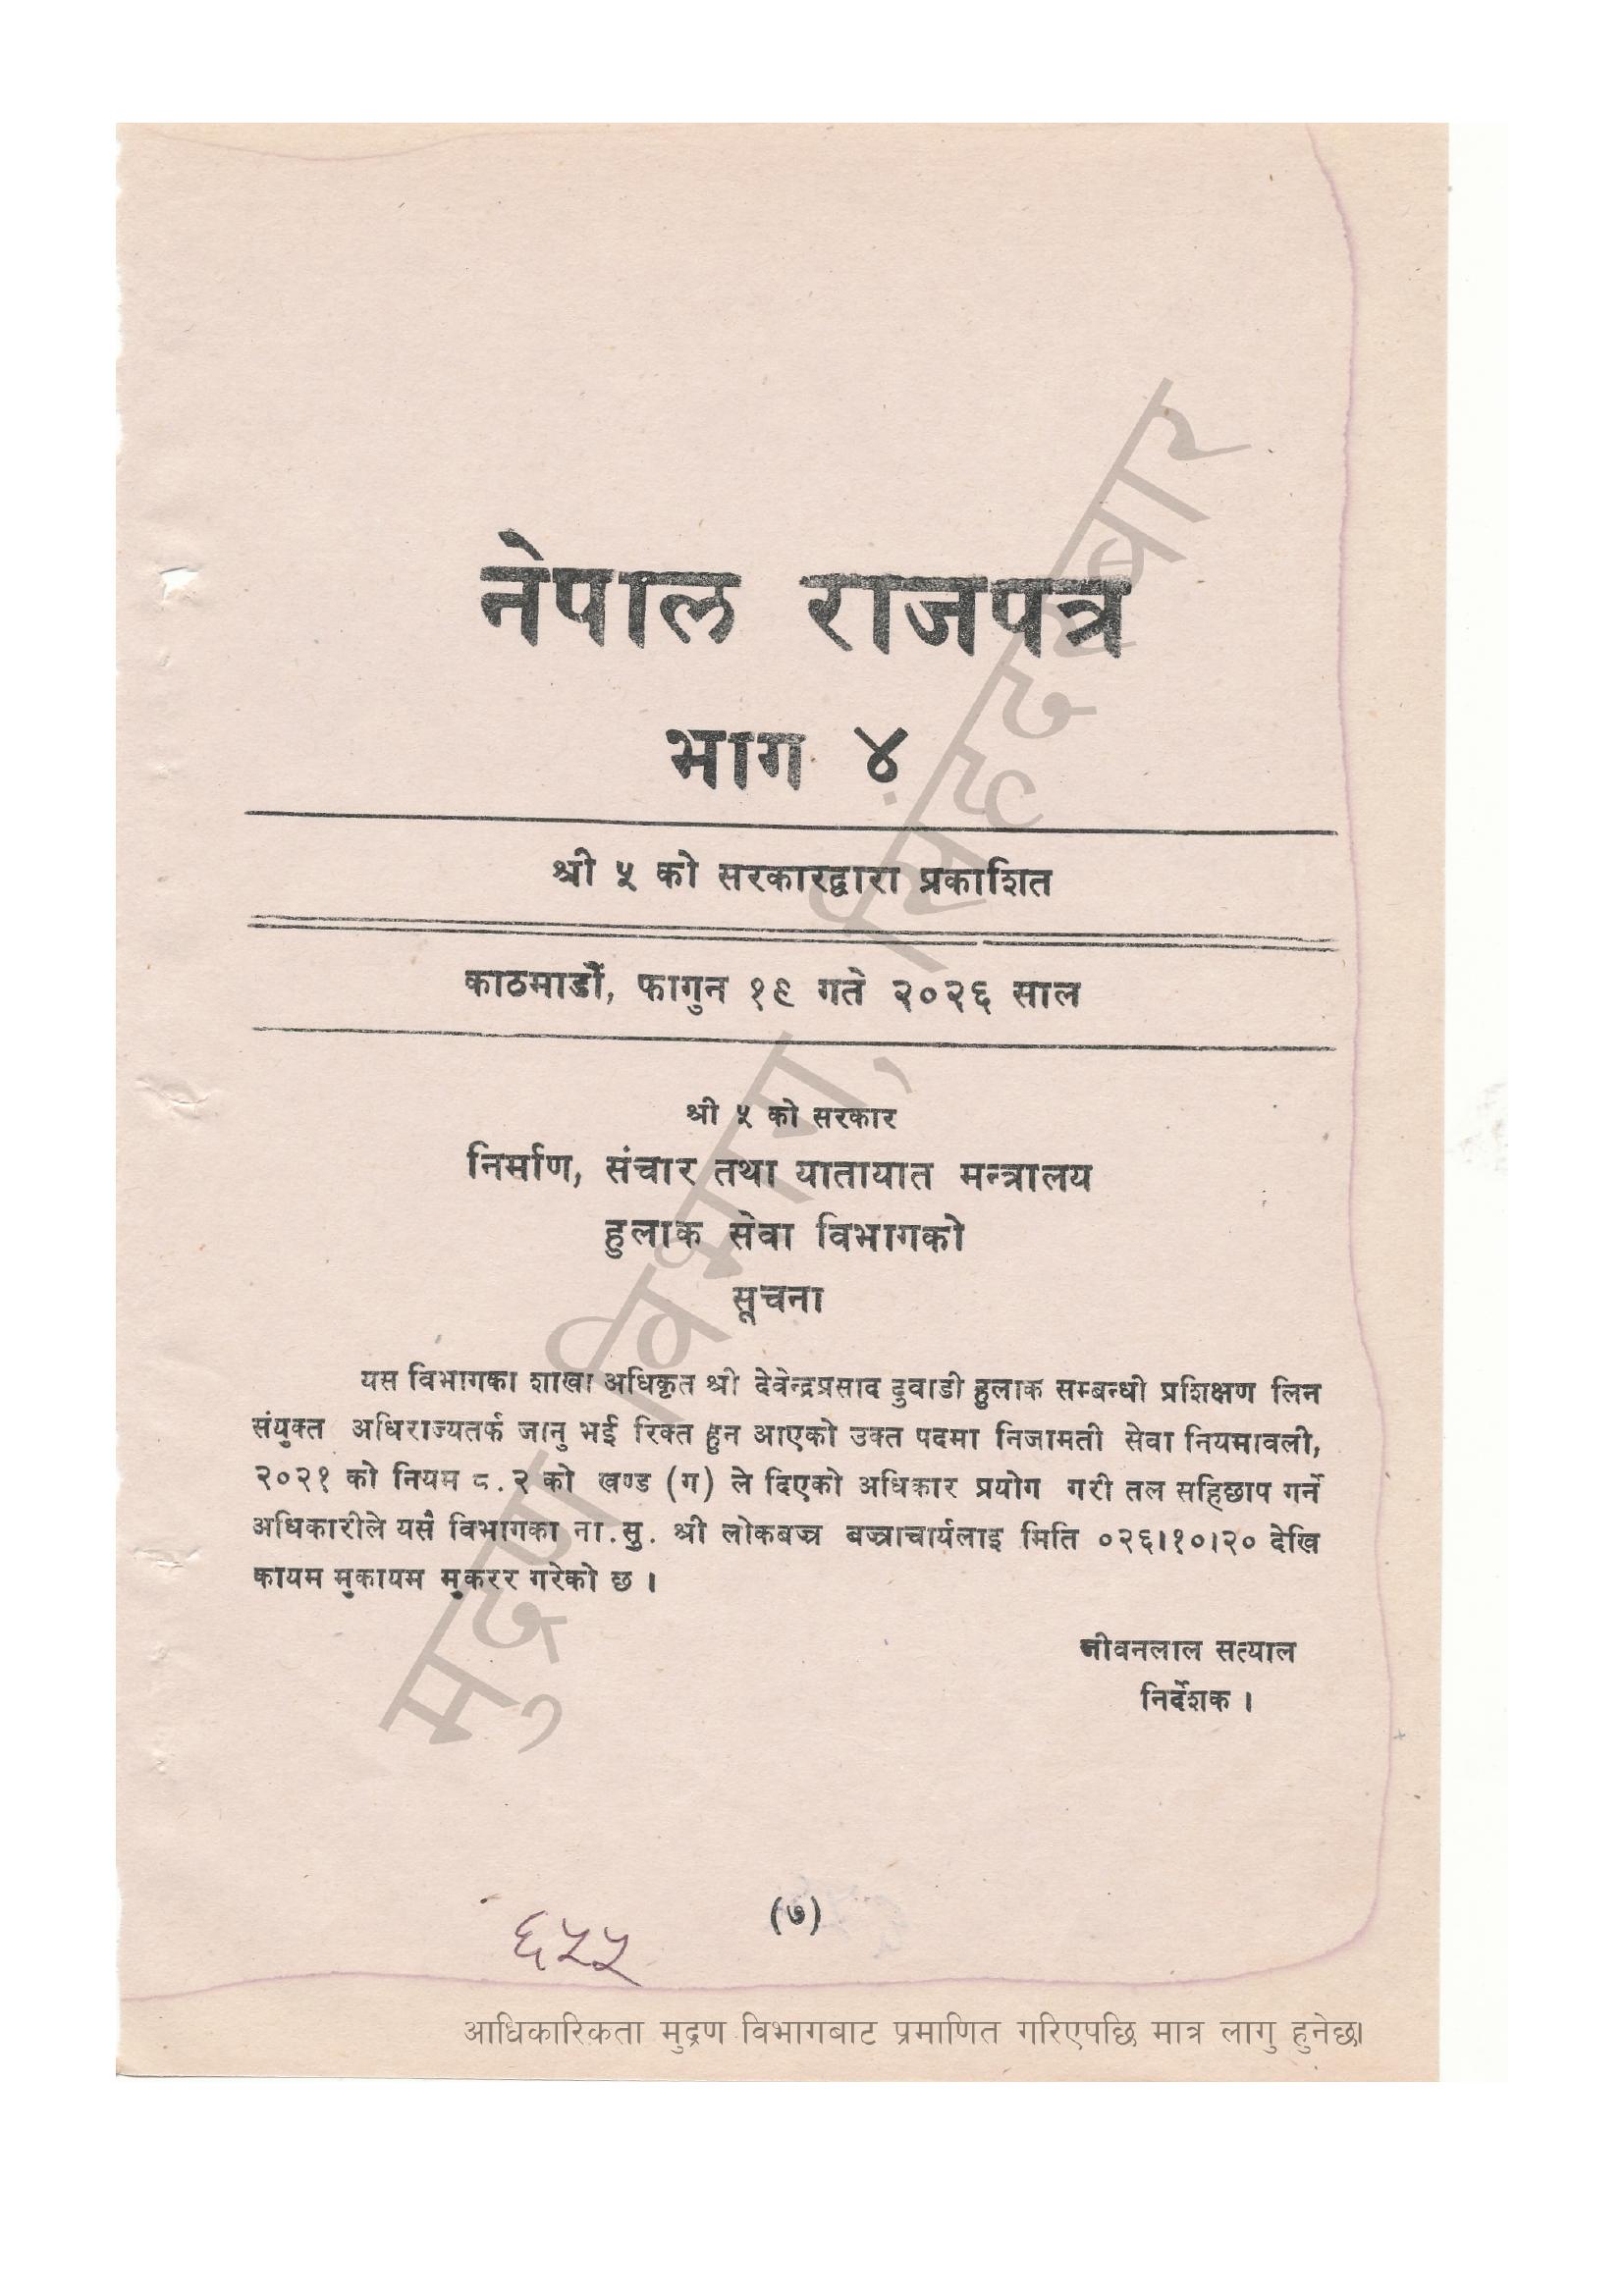 नेपाल राजपत्र
भाग ४
श्री ५ को सरकारद्वारा प्रकाशित
काठमाडौं, फागुन १९ गते २०२६ साल
श्री ५ को सरकार
निर्माण, संचार तथा यातायात मन्त्रालय
हुलाक सेवा विभागको
सूचना
यस विभागका शाखा अधिकृत श्री देवेन्द्रप्रसाद दुवाडी हुलाक सम्बन्धी प्रशिक्षण लिन
संयुक्त अधिराज्यतर्फ जानु भई रिक्त हुन आएको उक्त पदमा निजामती सेवा नियमावली,
२०२१ को नियम ८.२ को खण्ड (ग) ले दिएको अधिकार प्रयोग गरी तल सहिछाप गर्ने
अधिकारीले यस विभागका ना.सु. श्री लोकबज्र बज्राचार्यलाइ मिति ०२६।१०।२० देखि
कायम मुकायम मुकरर गरेको छ ।
जीवनलाल सत्याल
निर्देशक ।
(७)
६५५
आधिकारिकता मुद्रण विभागबाट प्रमाणित गरिएपछि मात्र लागु हुनेछ।
मुद्रण विभाग, सिंहदरबार